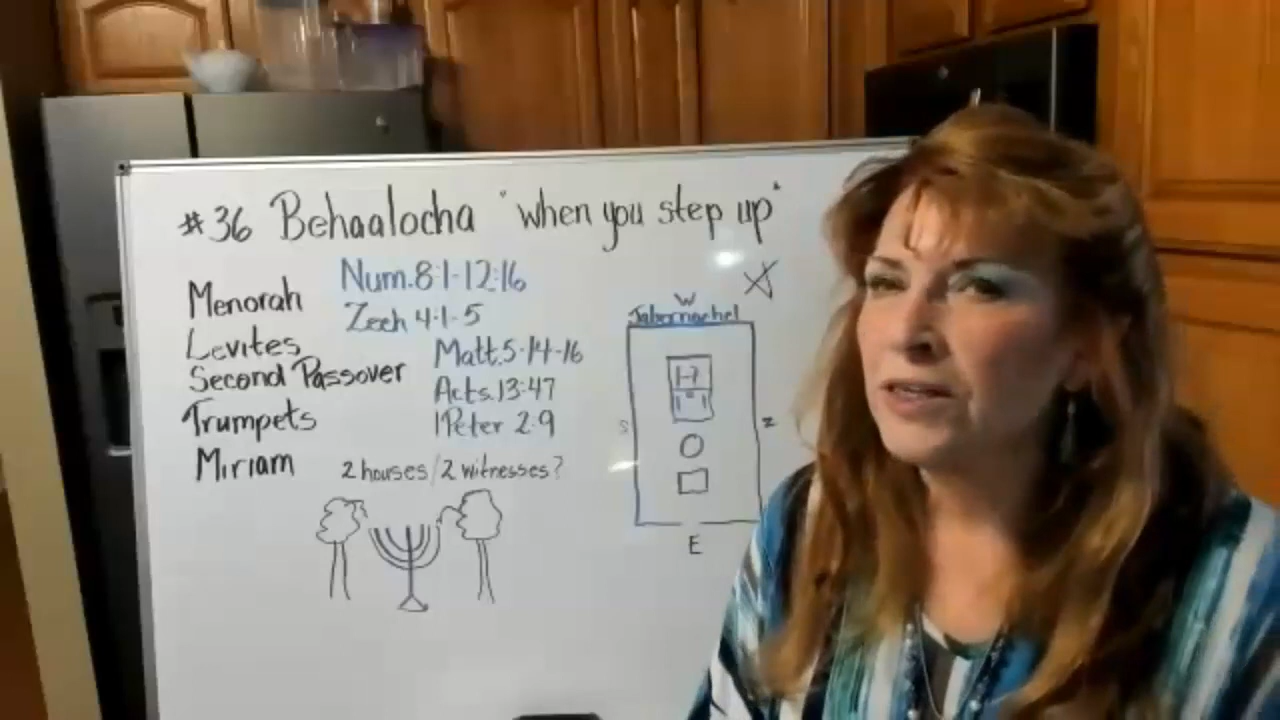 #36 Behaalocha "when you step up"
Menorah
Num.8:1-12:16
Zech 4:1-5
Levites
Matt.5-14-16
Second Passover
Acts.13:47
Trumpets
1Peter 2:9
Miriam
2 houses/2 witnesses?
W
Tabernachel
S
E